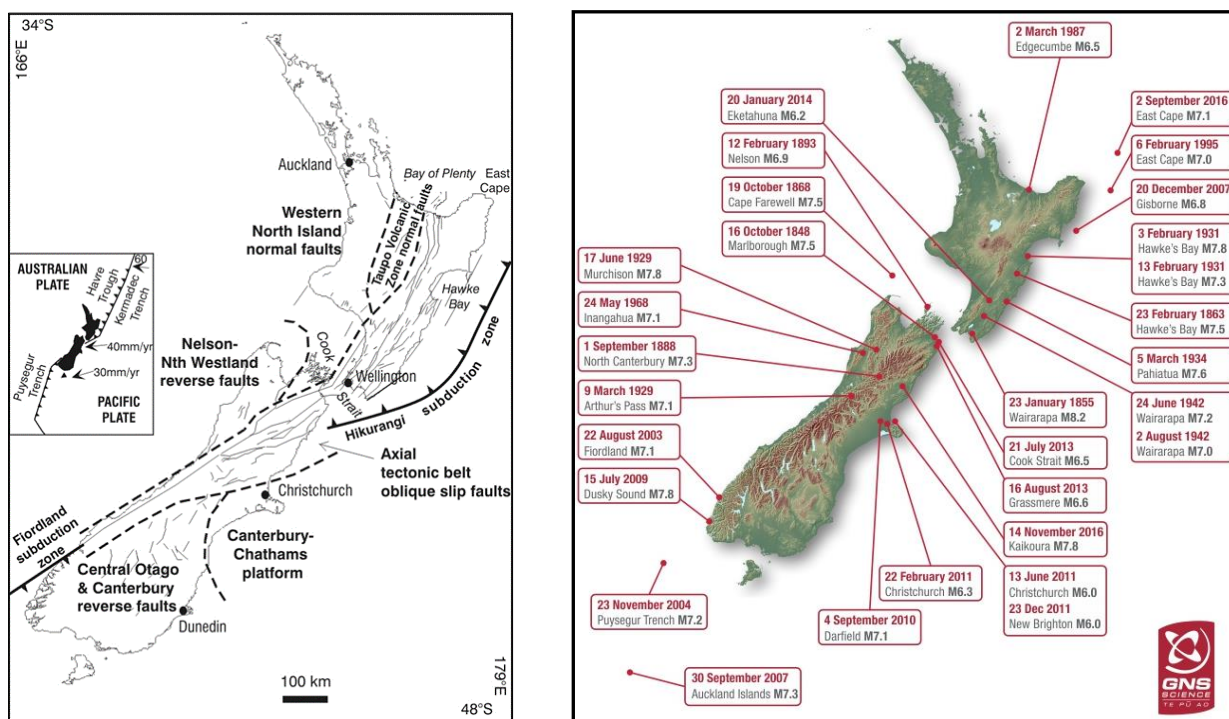 34°S
166°E
Auckland
Bay of Plenty
East
Cape
Western
North Island
normal faults
Taupo Volcanic
Zone normal faults
Hawke
Bay
AUSTRALIAN
PLATE
Havre
Trough
Kermadec
Trench
60
40mm/yr
30mm/yr
Puysegur
Trench
PACIFIC
PLATE
Nelson-
Nth Westland
reverse faults
Cook
Strait
Wellington
Hikurangi
subduction
zone
Axial
tectonic belt
oblique slip faults
Christchurch
Fiordland
subduction
zone
Canterbury-
Chathams
platform
Central Otago
& Canterbury
reverse faults
Dunedin
100 km
179°E
48°S
2 March 1987
Edgecumbe M6.5
20 January 2014
Eketahuna M6.2
12 February 1893
Nelson M6.9
19 October 1868
Cape Farewell M7.5
16 October 1848
Marlborough M7.5
17 June 1929
Murchison M7.8
24 May 1968
Inangahua M7.1
1 September 1888
North Canterbury M7.3
9 March 1929
Arthur's Pass M7.1
22 August 2003
Fiordland M7.1
15 July 2009
Dusky Sound M7.8
23 November 2004
Puysegur Trench M7.2
30 September 2007
Auckland Islands M7.3
4 September 2010
Darfield M7.1
22 February 2011
Christchurch M6.3
2 September 2016
East Cape M7.1
6 February 1995
East Cape M7.0
20 December 2007
Gisborne M6.8
3 February 1931
Hawke's Bay M7.8
13 February 1931
Hawke's Bay M7.3
23 February 1863
Hawke's Bay M7.5
5 March 1934
Pahiatua M7.6
24 June 1942
Wairarapa M7.2
2 August 1942
Wairarapa M7.0
23 January 1855
Wairarapa M8.2
21 July 2013
Cook Strait M6.5
16 August 2013
Grassmere M6.6
14 November 2016
Kaikoura M7.8
13 June 2011
Christchurch M6.0
23 Dec 2011
New Brighton M6.0
GNS
SCIENCE
TE PŪ AO